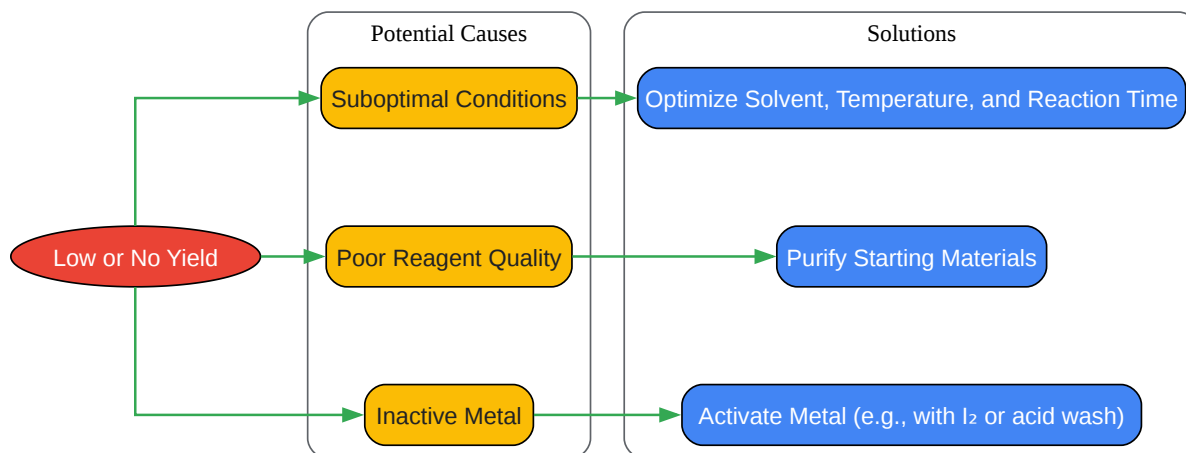 Potential Causes
Solutions
Suboptimal Conditions
Optimize Solvent, Temperature, and Reaction Time
Low or No Yield
Poor Reagent Quality
Purify Starting Materials
Inactive Metal
Activate Metal (e.g., with I₂ or acid wash)